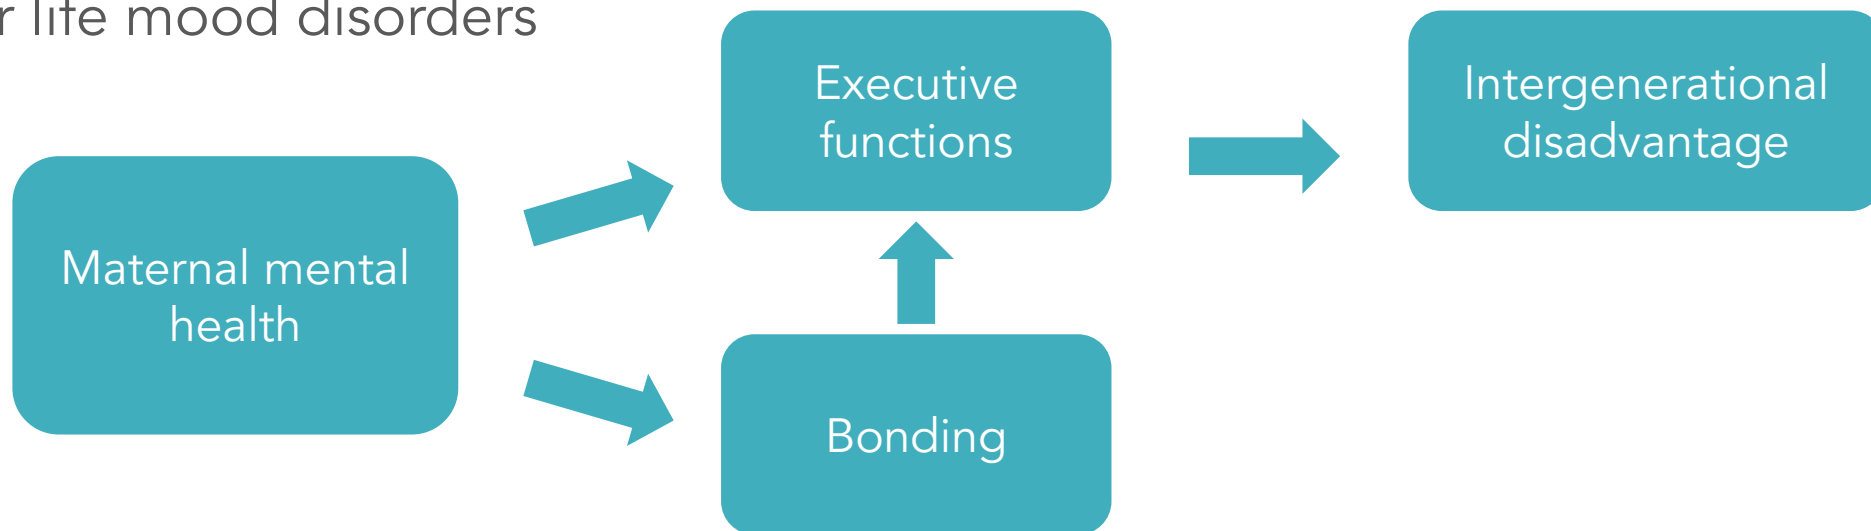 r life mood disorders
Executive
functions
Intergenerational
disadvantage
Maternal mental
health
Bonding